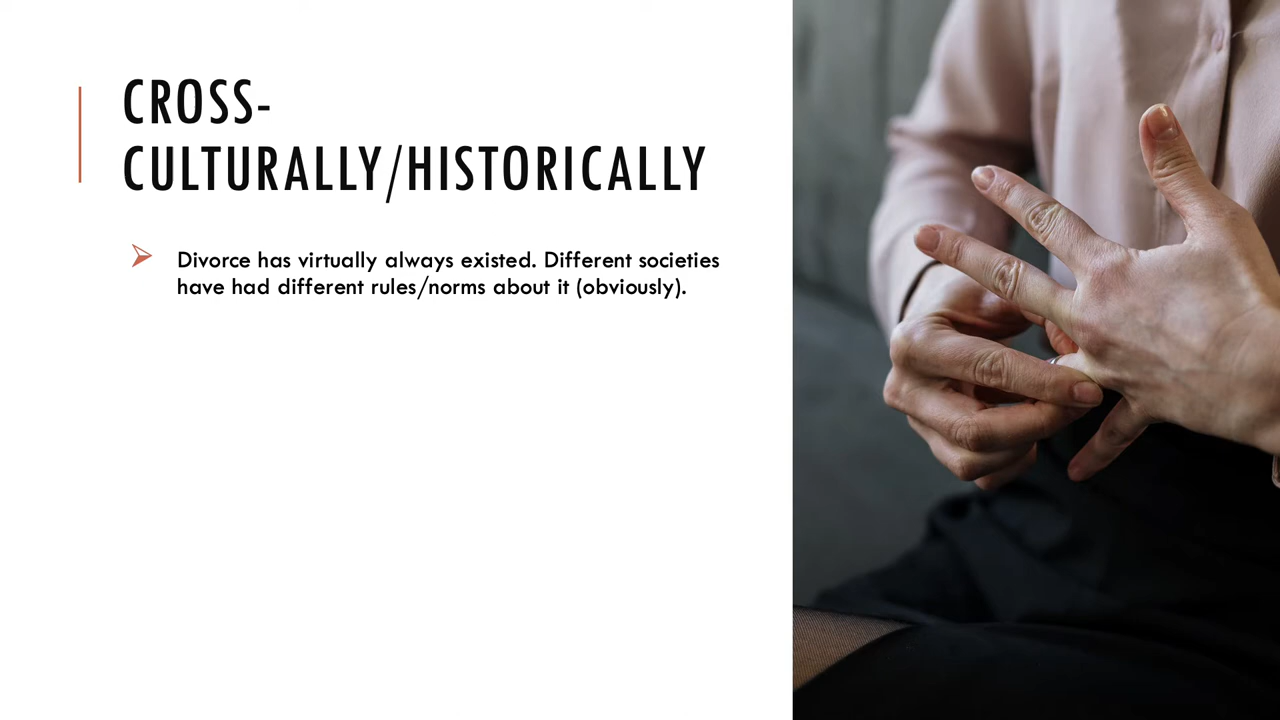 CROSS-
CULTURALLY/HISTORICALLY
Divorce has virtually always existed. Different societies
have had different rules/norms about it (obviously).